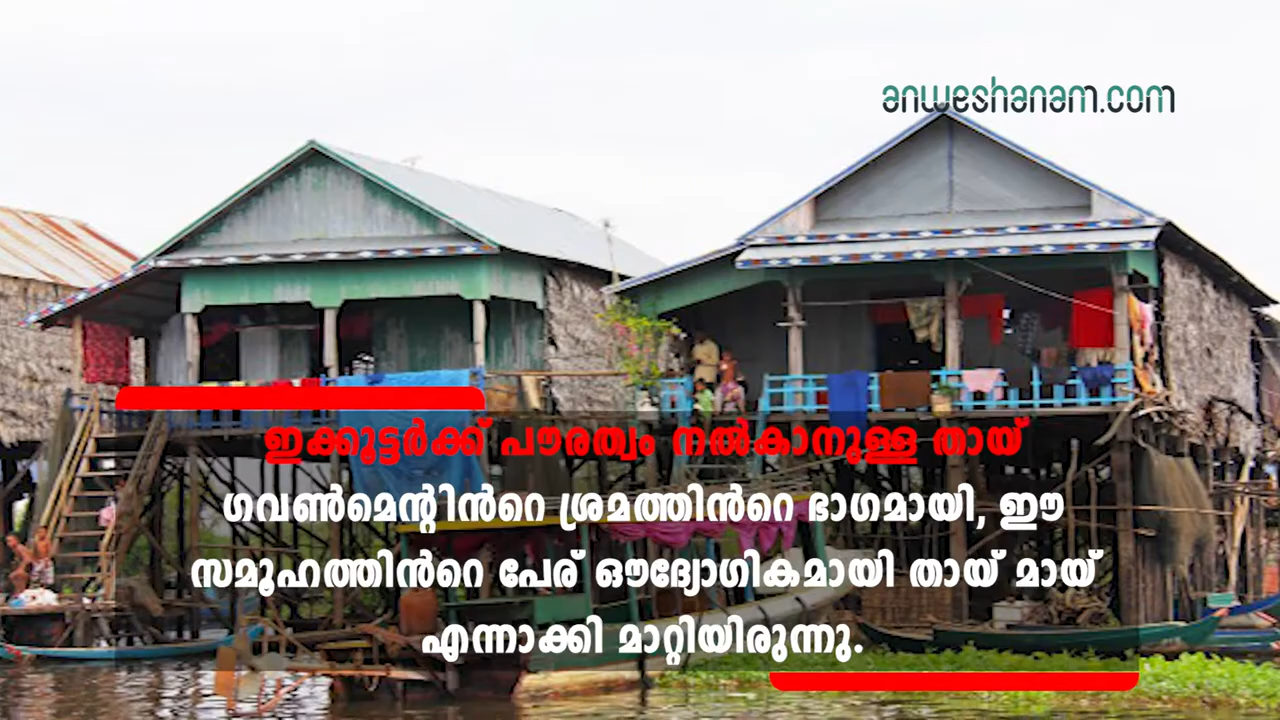 anweshanam.com
ഇക്കൂട്ടർക്ക് പൗരത്വം നൽകാനുള്ള തായ്
ഗവൺമെന്റിൻറെ ശ്രമത്തിൻറെ ഭാഗമായി, ഈ
സമൂഹത്തിൻറെ പേര് ഔദ്യോഗികമായി തായ് മായ്
എന്നാക്കി മാറ്റിയിരുന്നു.